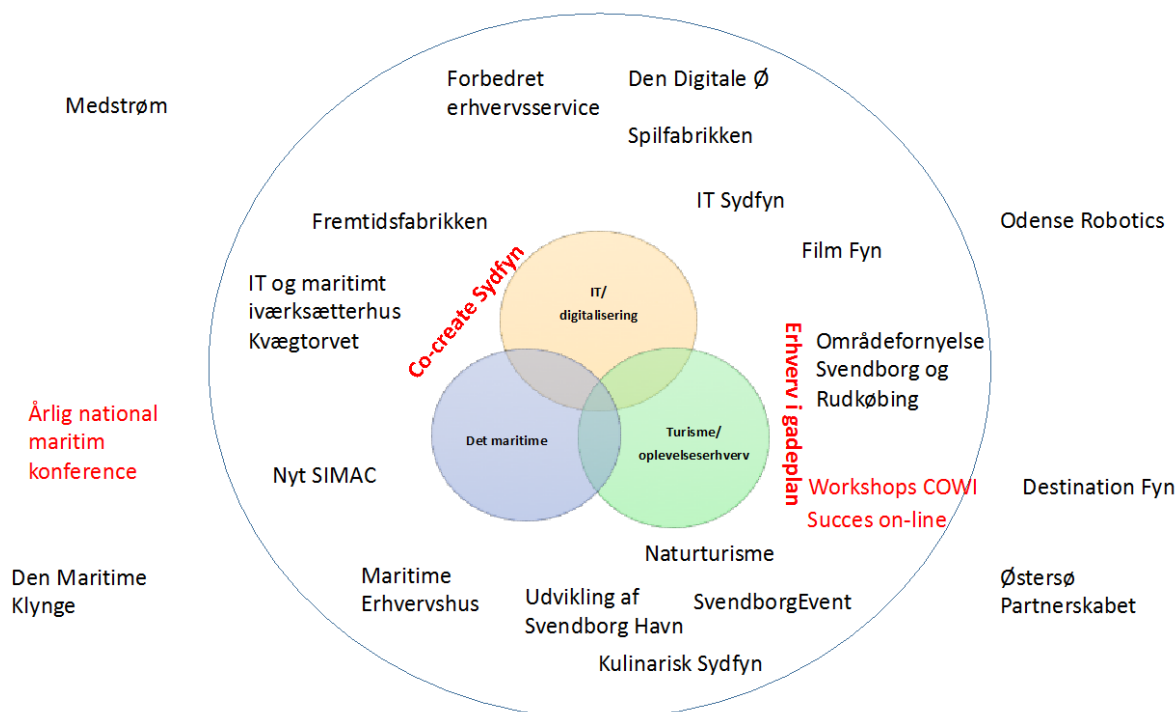 Medstrøm
Forbedret
erhvervsservice
Den Digitale Ø
Spilfabrikken
IT Sydfyn
Fremtidsfabrikken
Odense Robotics
Film Fyn
IT og maritimt
iværksætterhus
Kvægtorvet
Co-create Sydfyn
IT/
digitalisering
Erhverv i gadeplan
Områdefornyelse
Svendborg og
Rudkøbing
Årlig national
maritim
konference
Det maritime
Turisme/
oplevelseserhverv
Nyt SIMAC
Workshops COWI
Succes on-line
Destination Fyn
Naturturisme
Den Maritime
Klynge
Maritime
Erhvervshus
Udvikling af
Svendborg Havn
SvendborgEvent
Østersø
Partnerskabet
Kulinarisk Sydfyn